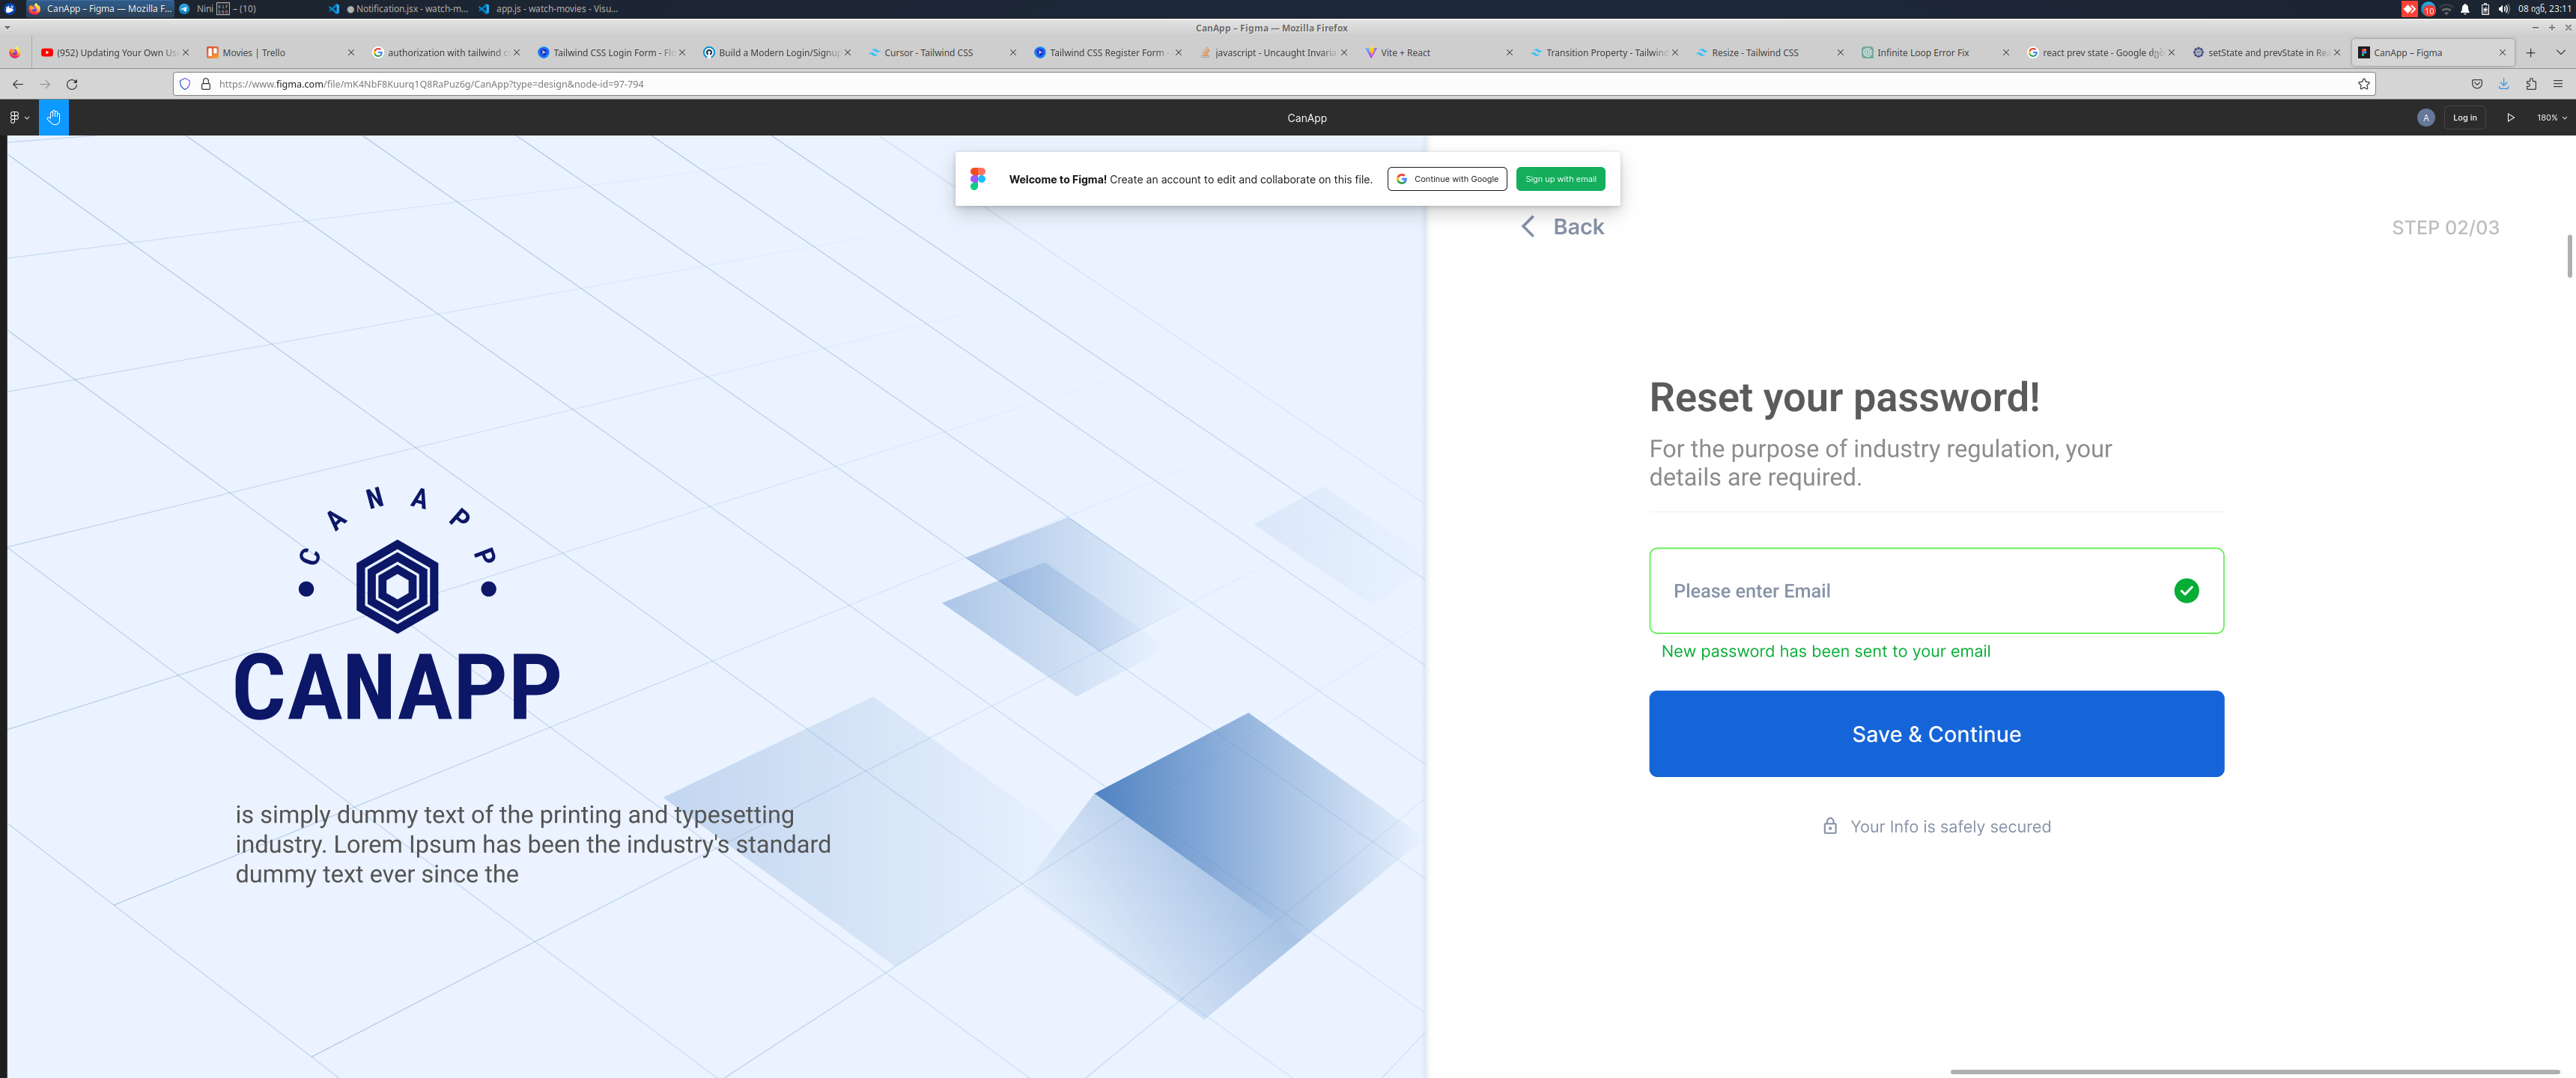 CanApp – Figma — Mozilla F...
Nini
– (10)
● Notification.jsx - watch-m...
app.js - watch-movies - Visu...
10
08 ივნ, 23:11
CanApp – Figma — Mozilla Firefox
(952) Updating Your Own Us
Movies | Trello
authorization with tailwind c
Tailwind CSS Login Form - Fl
Build a Modern Login/Signup
Cursor - Tailwind CSS
Tailwind CSS Register Form -
javascript - Uncaught Invaria
Vite + React
Transition Property - Tailwind
Resize - Tailwind CSS
Infinite Loop Error Fix
react prev state - Google
setState and prevState in Re
CanApp – Figma
https://www.figma.com/file/mK4NbF8Kuurq1Q8RaPuz6g/CanApp?type=design&node-id=97-794
CanApp
A
Log in
180%
Welcome to Figma! Create an account to edit and collaborate on this file.
Continue with Google
Sign up with email
Back
STEP 02/03
CANAPP
CANAPP
is simply dummy text of the printing and typesetting
industry. Lorem Ipsum has been the industry's standard
dummy text ever since the
Reset your password!
For the purpose of industry regulation, your
details are required.
Please enter Email
New password has been sent to your email
Save & Continue
Your Info is safely secured